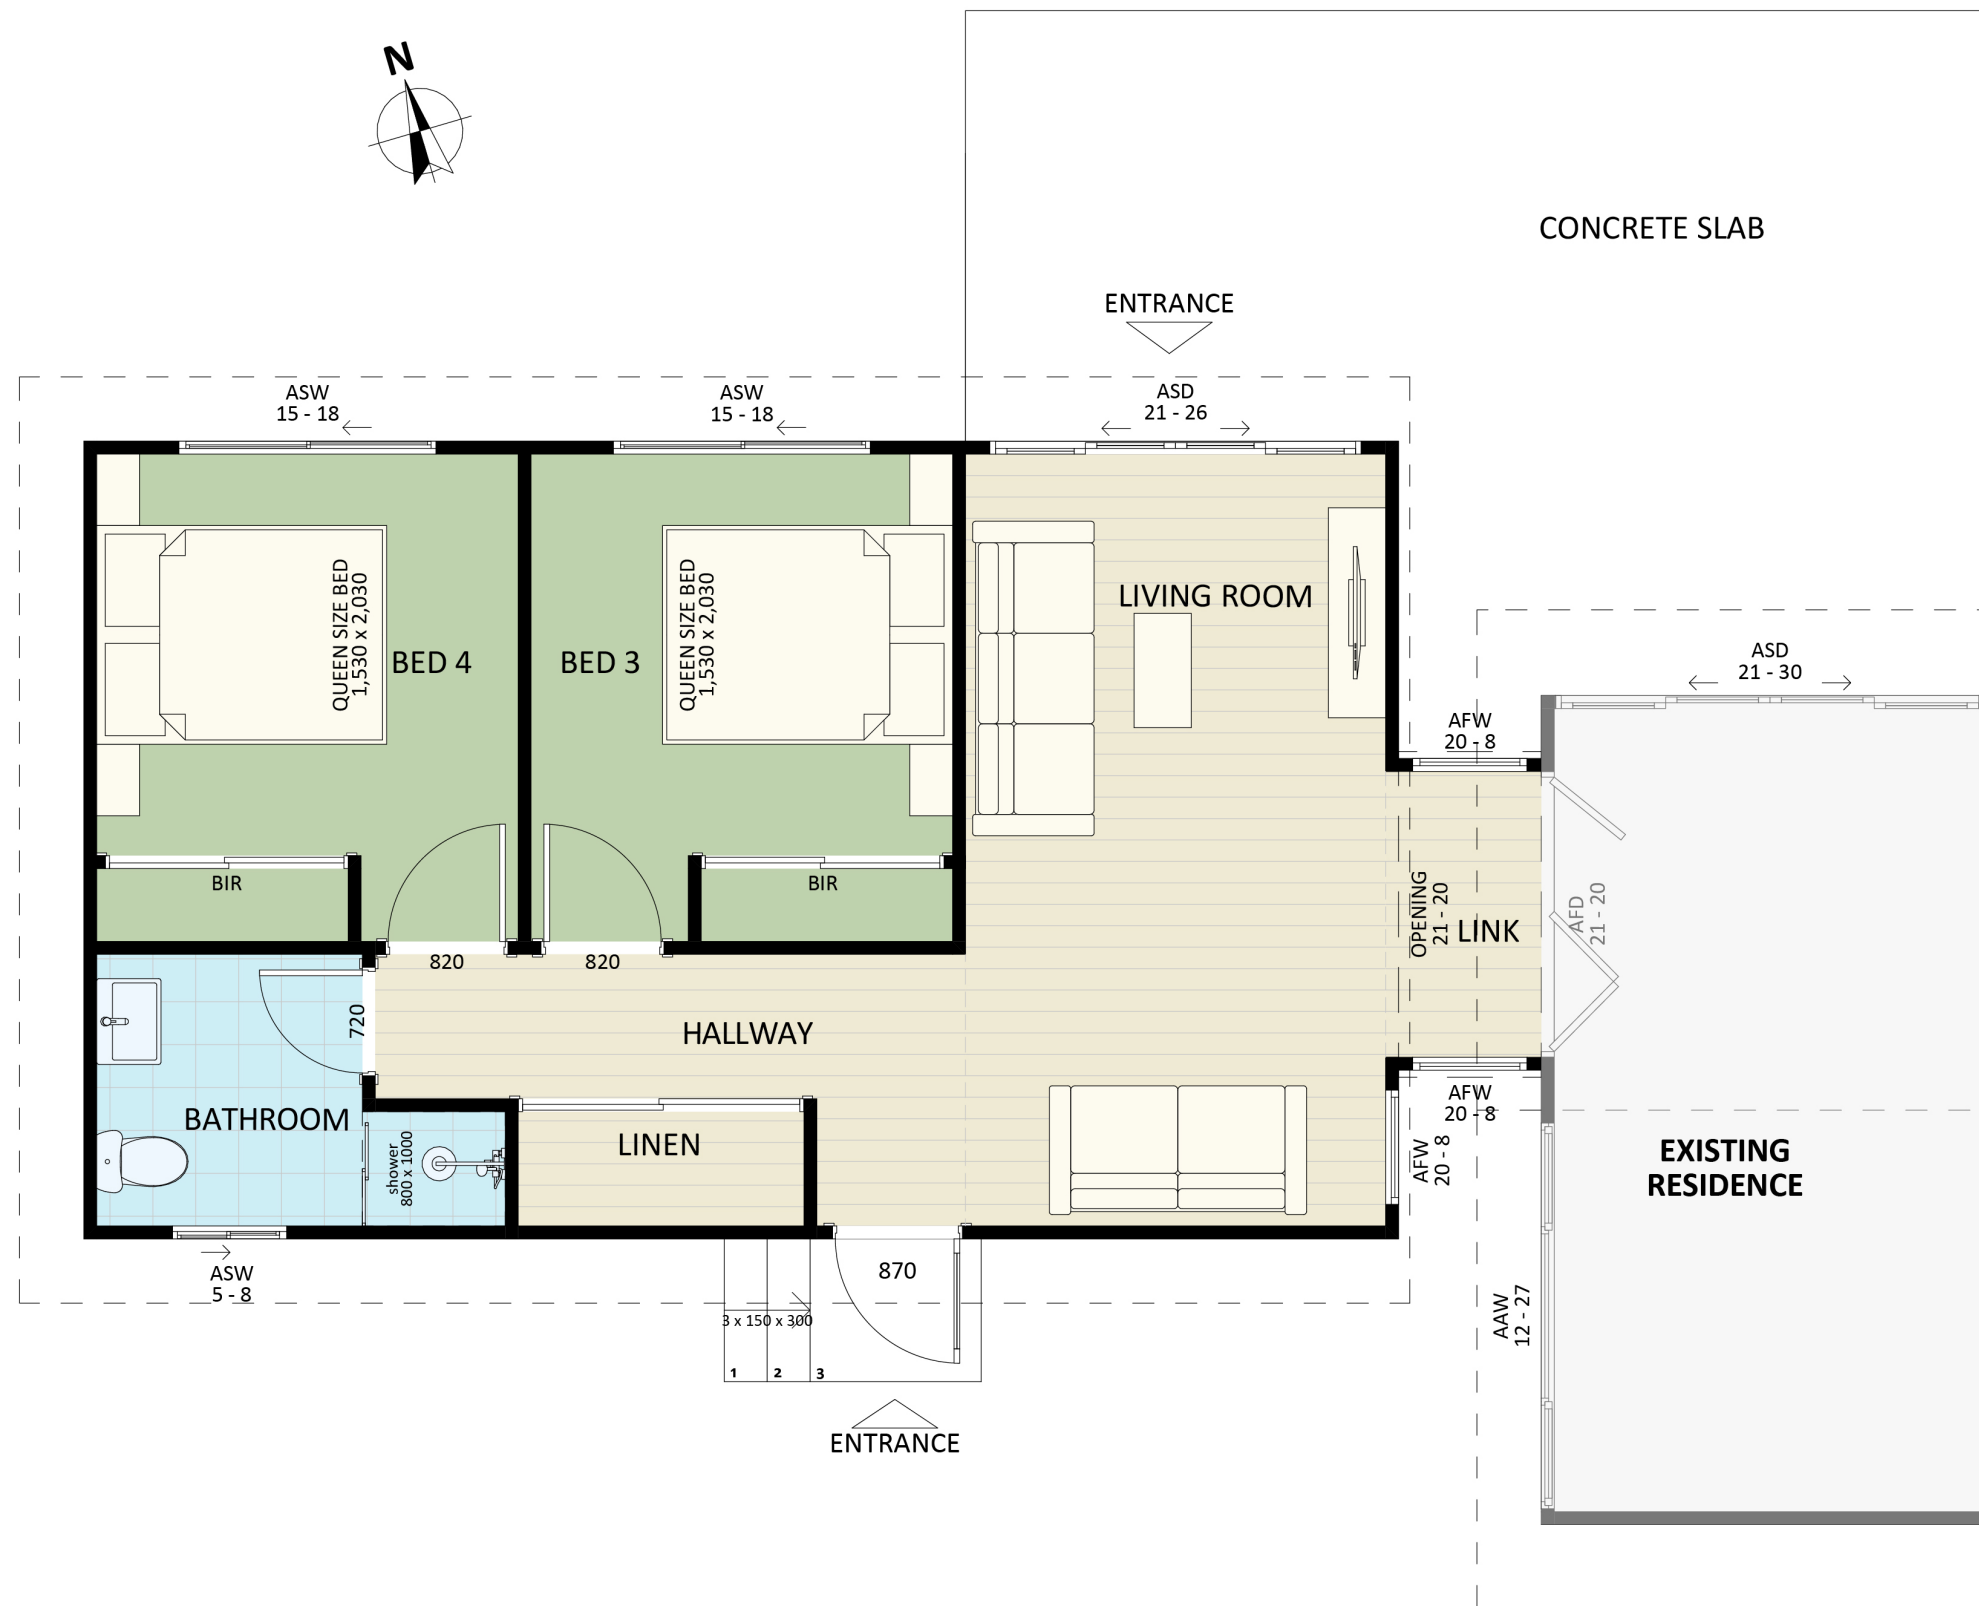 N
CONCRETE SLAB
ENTRANCE
ASW
15 - 18
ASW
15 - 18
ASD
21 - 26
QUEEN SIZE BED
1,530 x 2,030
BED 4
QUEEN SIZE BED
1,530 x 2,030
BED 3
LIVING ROOM
ASD
21 - 30
AFW
20 - 8
BIR
BIR
OPENING
21 - 20
LINK
AFD
21 - 20
820
820
720
HALLWAY
BATHROOM
shower
800 x 1000
LINEN
AFW
20 - 8
AFW
20 - 8
EXISTING
RESIDENCE
ASW
5 - 8
870
3 x 150 x 300
1
2
3
AAW
12 - 27
ENTRANCE